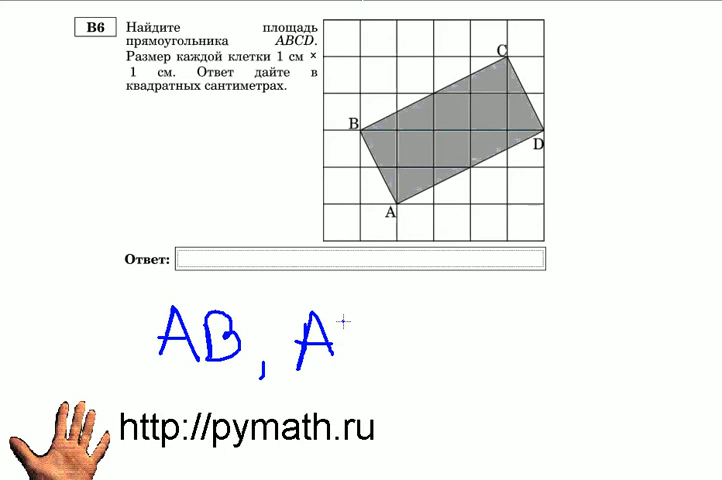 B6
Найдите площадь
прямоугольника ABCD.
Размер каждой клетки 1 см ×
1 см. Ответ дайте в
квадратных сантиметрах.
C
B
D
A
Ответ:
AB, A
http://pymath.ru